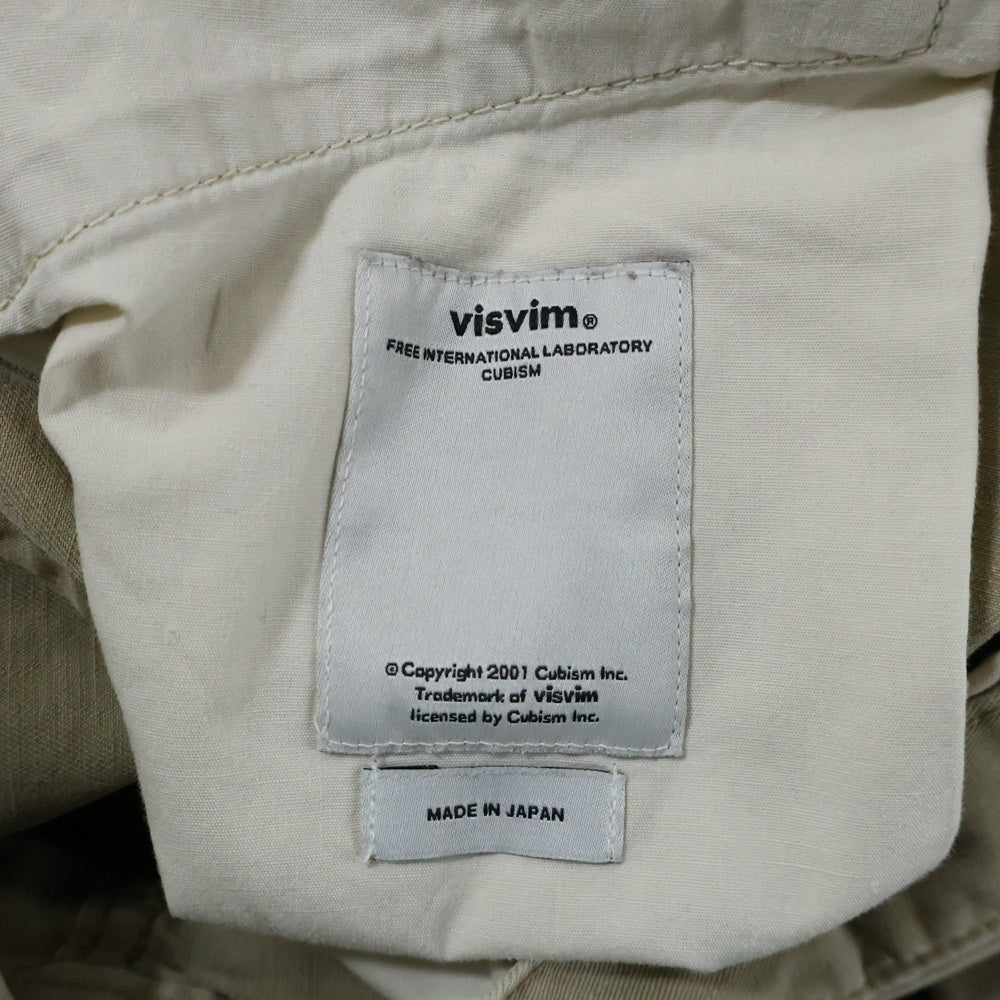 visvim®
FREE INTERNATIONAL LABORATORY
CUBISM
© Copyright 2001 Cubism Inc.
Trademark of visvim
licensed by Cubism Inc.
MADE IN JAPAN